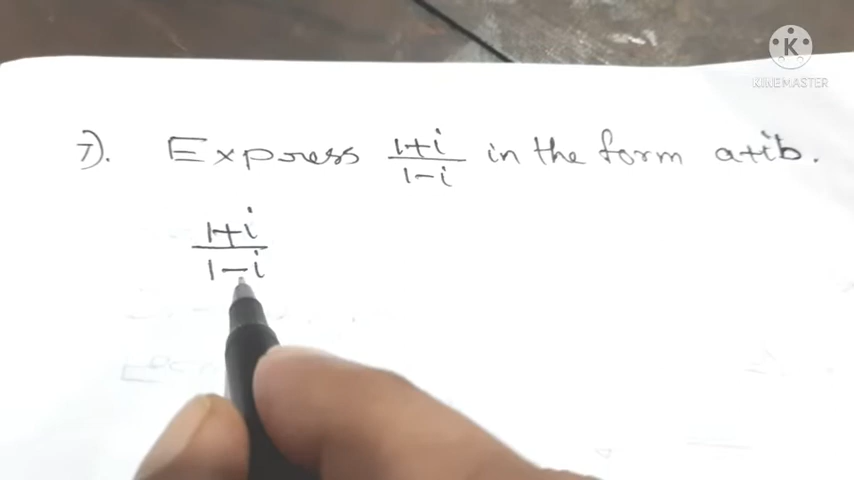 K
KINEMASTER
7). Express 1+i/1-i in the form a+ib.
1+i
1-i